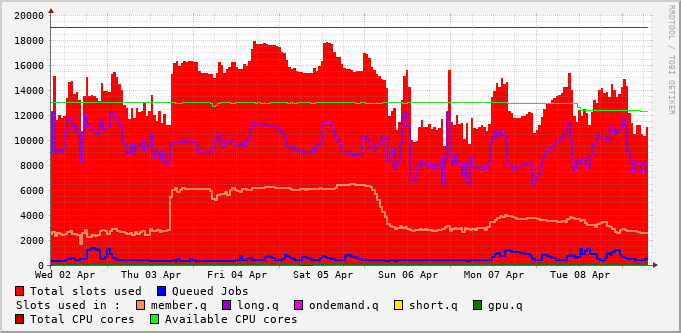 20000
18000
16000
14000
12000
10000
8000
6000
4000
2000
0
Wed 02 Apr Thu 03 Apr Fri 04 Apr Sat 05 Apr Sun 06 Apr Mon 07 Apr Tue 08 Apr
Total slots used Queued Jobs
Slots used in : member.q long.q ondemand.q short.q gpu.q
Total CPU cores Available CPU cores
RRDTOOL / TOBI OETIKER